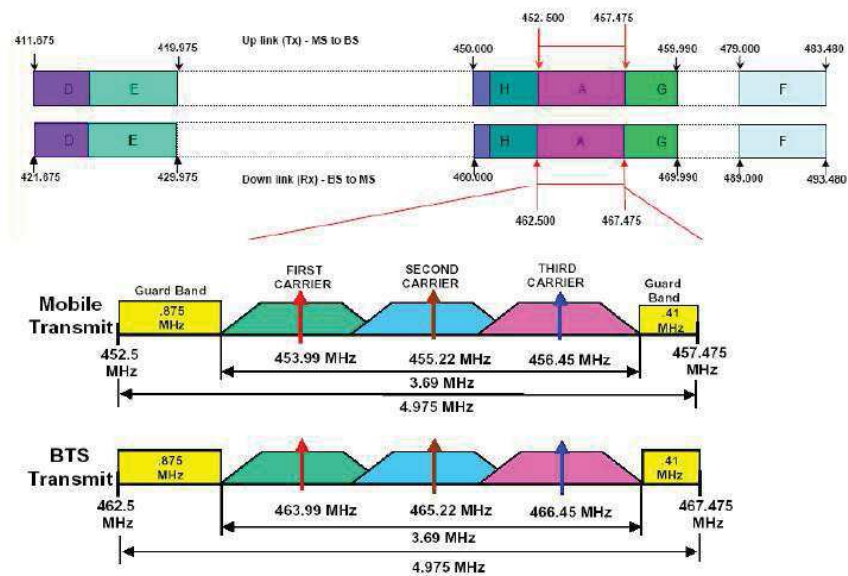 452.500 457.475
411.675 419.975 Up link (Tx) - MS to BS 450.000 459.990 479.000 483.480
D E H A G F
D E H A G F
421.675 429.975 Down link (Rx) - BS to MS 460.000 469.990 489.000 493.480
462.500 467.475
Mobile Transmit
Guard Band
.875 MHz
FIRST CARRIER
SECOND CARRIER
THIRD CARRIER
Guard Band
.41 MHz
452.5 MHz
453.99 MHz 455.22 MHz 456.45 MHz
457.475 MHz
3.69 MHz
4.975 MHz
BTS Transmit
.875 MHz
.41 MHz
462.5 MHz
463.99 MHz 465.22 MHz 466.45 MHz
467.475 MHz
3.69 MHz
4.975 MHz